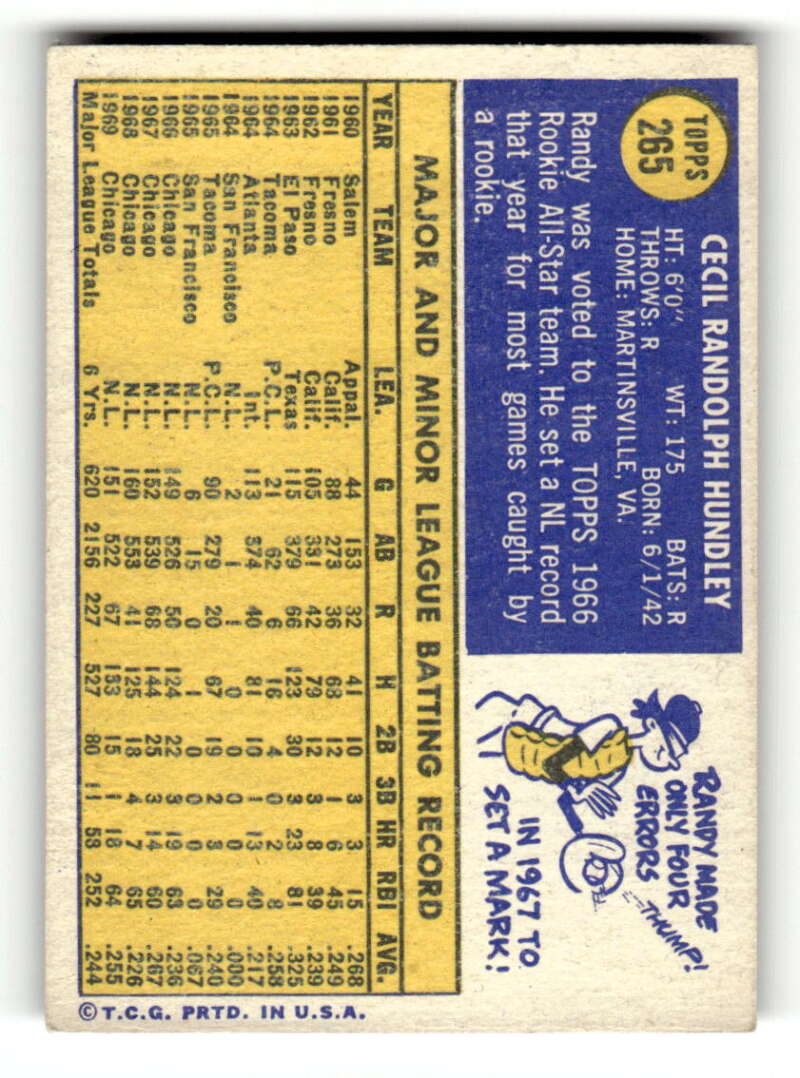 TOPPS
265
CECIL RANDOLPH HUNDLEY
HT: 6'0" WT: 175 BATS: R
THROWS: R BORN: 6/1/42
HOME: MARTINSVILLE, VA.
Randy was voted to the TOPPS 1966
Rookie All-Star team. He set a NL record
that year for most games caught by
a rookie.
RANDY MADE
ONLY FOUR
ERRORS
THUMP!
IN 1967 TO
SET A MARK!
MAJOR AND MINOR LEAGUE BATTING RECORD
YEAR TEAM LEA. G AB R H 2B 3B HR RBI AVG.
1960 Salem Appal. 44 153 32 41 10 3 3 15 .268
1961 Fresno Calif. 88 273 36 68 12 1 6 45 .249
1962 Fresno Calif. 105 331 42 79 12 3 8 39 .239
1963 El Paso Texas 115 379 66 123 30 3 23 81 .325
1964 Tacoma P.C.L. 21 62 6 16 4 0 2 8 .258
1964 Atlanta Int. 113 374 40 81 10 1 13 40 .217
1964 San Francisco N.L. 2 1 1 0 0 0 0 0 .000
1965 Tacoma P.C.L. 90 279 20 67 19 2 3 29 .240
1965 San Francisco N.L. 6 15 0 1 0 0 0 0 .067
1966 Chicago N.L. 149 526 50 124 22 3 19 63 .236
1967 Chicago N.L. 152 539 68 144 25 3 14 60 .267
1968 Chicago N.L. 160 553 41 125 18 4 7 65 .226
1969 Chicago N.L. 151 522 67 133 15 1 18 64 .255
Major League Totals 6 Yrs. 620 2156 227 527 80 11 58 252 .244
© T.C.G. PRTD. IN U.S.A.